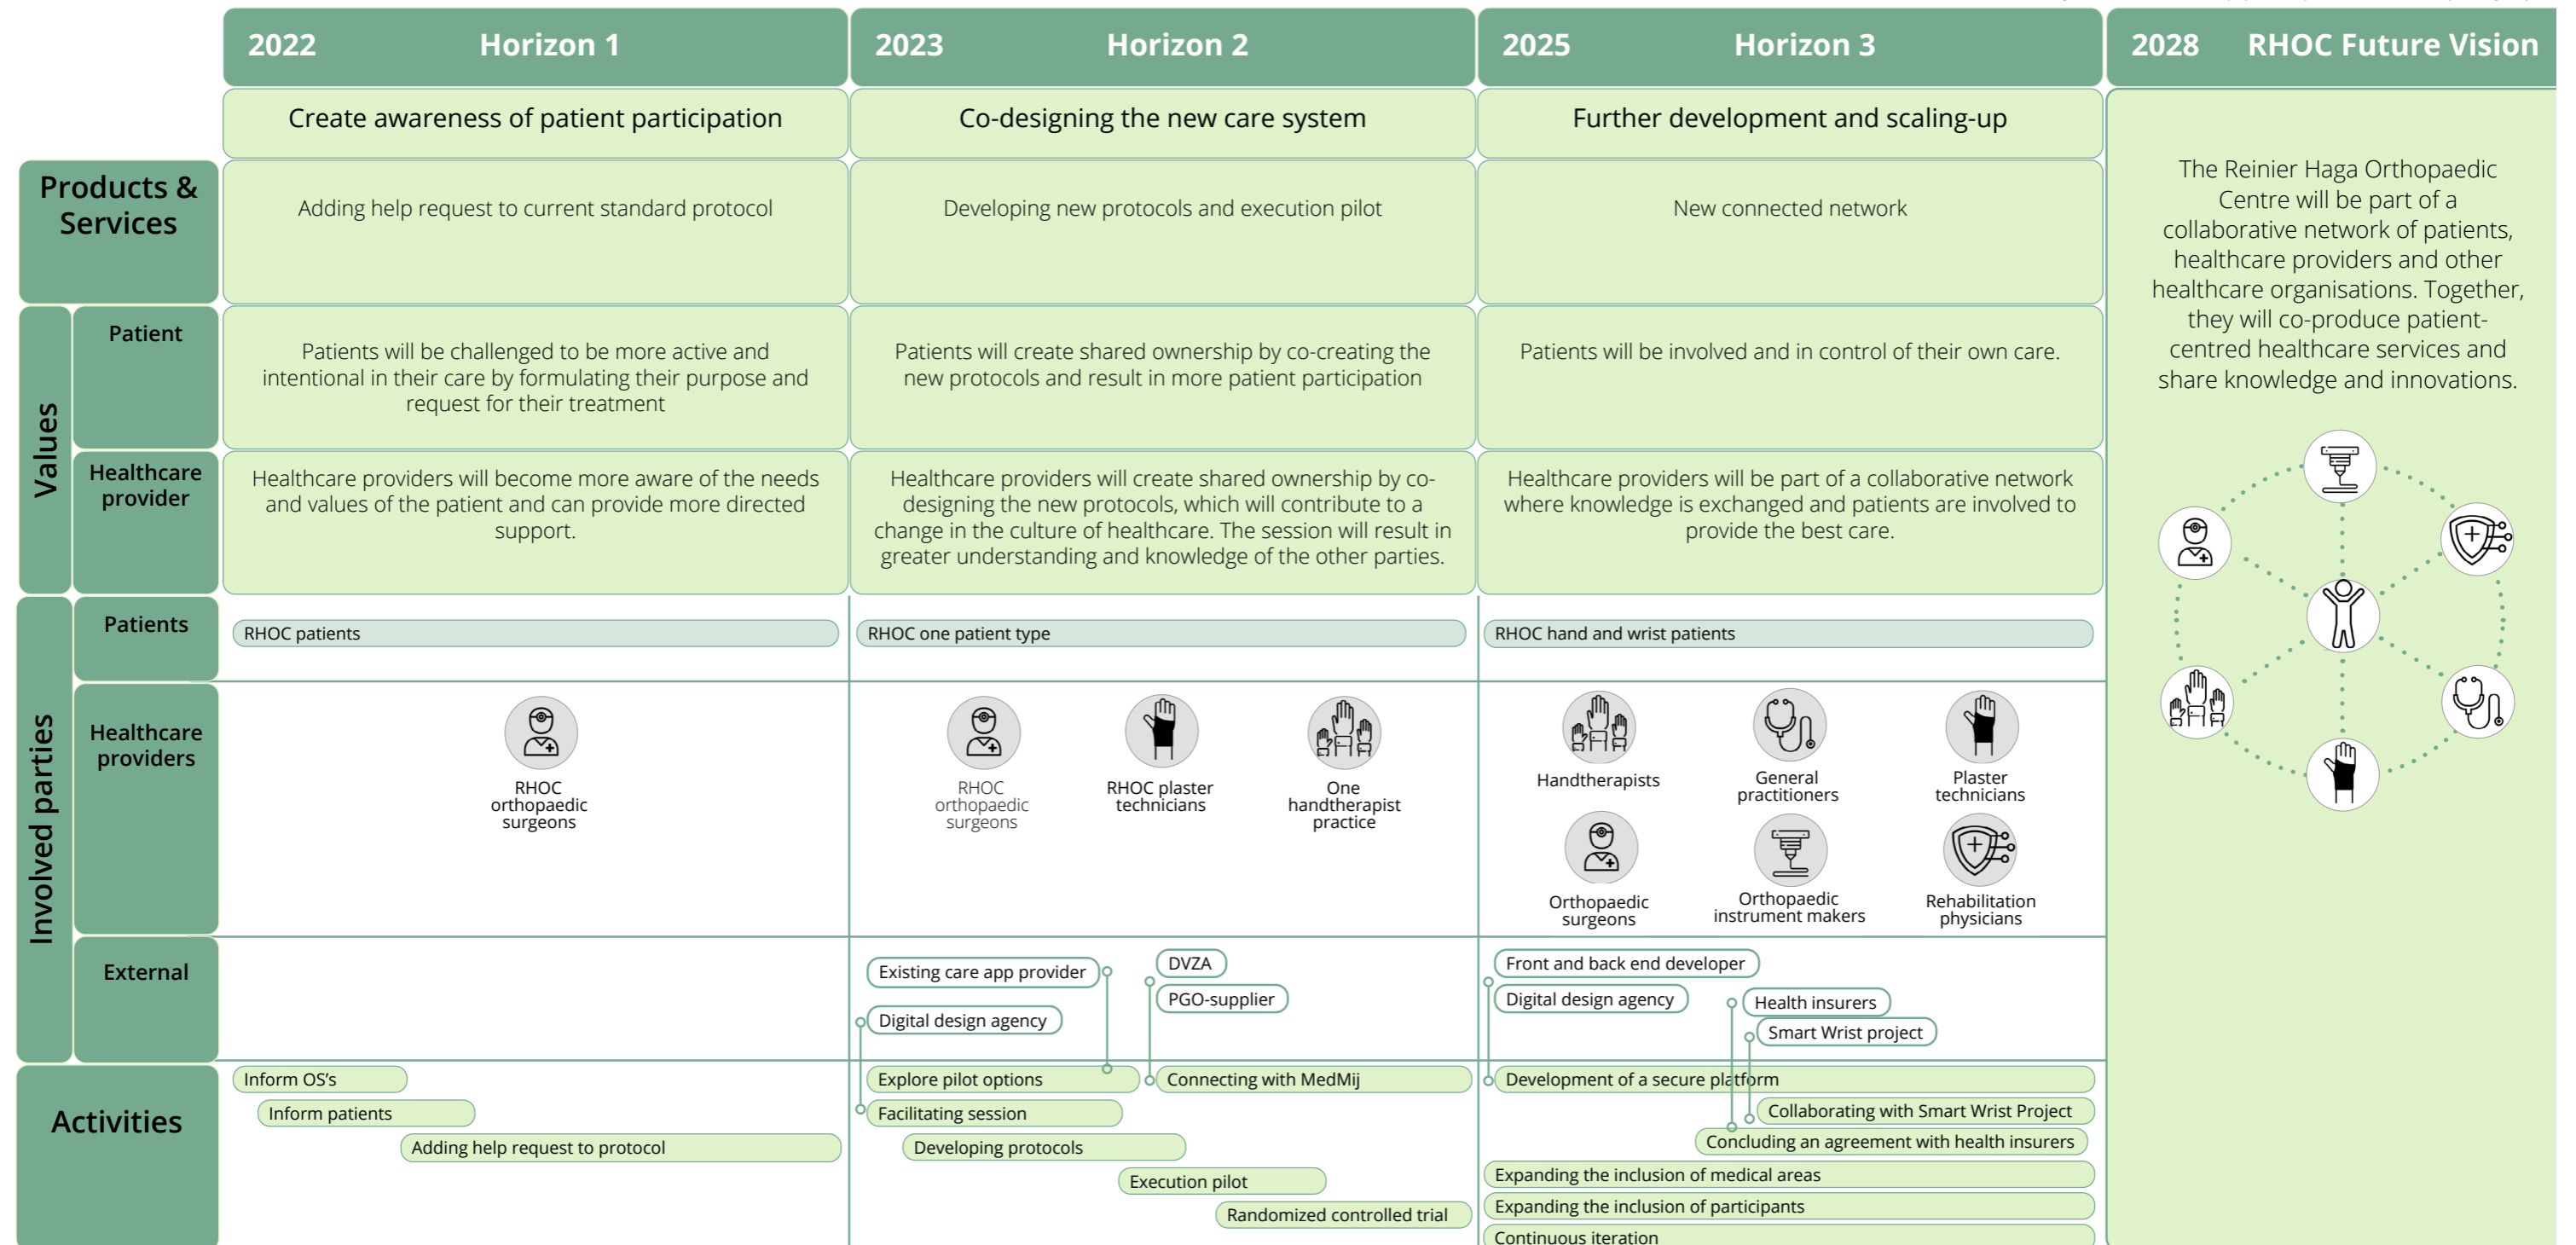 2022 Horizon 1
2023 Horizon 2
2025 Horizon 3
2028 RHOC Future Vision
Create awareness of patient participation
Co-designing the new care system
Further development and scaling-up
Products &
Services
Adding help request to current standard protocol
Developing new protocols and execution pilot
New connected network
The Reinier Haga Orthopaedic
Centre will be part of a
collaborative network of patients,
healthcare providers and other
healthcare organisations. Together,
they will co-produce patient-
centred healthcare services and
share knowledge and innovations.
Values
Patient
Patients will be challenged to be more active and
intentional in their care by formulating their purpose and
request for their treatment
Patients will create shared ownership by co-creating the
new protocols and result in more patient participation
Patients will be involved and in control of their own care.
Healthcare
provider
Healthcare providers will become more aware of the needs
and values of the patient and can provide more directed
support.
Healthcare providers will create shared ownership by co-
designing the new protocols, which will contribute to a
change in the culture of healthcare. The session will result in
greater understanding and knowledge of the other parties.
Healthcare providers will be part of a collaborative network
where knowledge is exchanged and patients are involved to
provide the best care.
Involved parties
Patients
RHOC patients
RHOC one patient type
RHOC hand and wrist patients
Healthcare
providers
RHOC
orthopaedic
surgeons
RHOC
orthopaedic
surgeons
RHOC plaster
technicians
One
handtherapist
practice
Handtherapists
General
practitioners
Plaster
technicians
Orthopaedic
surgeons
Orthopaedic
instrument makers
Rehabilitation
physicians
External
Existing care app provider
Digital design agency
DVZA
PGO-supplier
Front and back end developer
Digital design agency
Health insurers
Smart Wrist project
Activities
Inform OS's
Inform patients
Adding help request to protocol
Explore pilot options
Connecting with MedMij
Facilitating session
Developing protocols
Execution pilot
Randomized controlled trial
Development of a secure platform
Collaborating with Smart Wrist Project
Concluding an agreement with health insurers
Expanding the inclusion of medical areas
Expanding the inclusion of participants
Continuous iteration